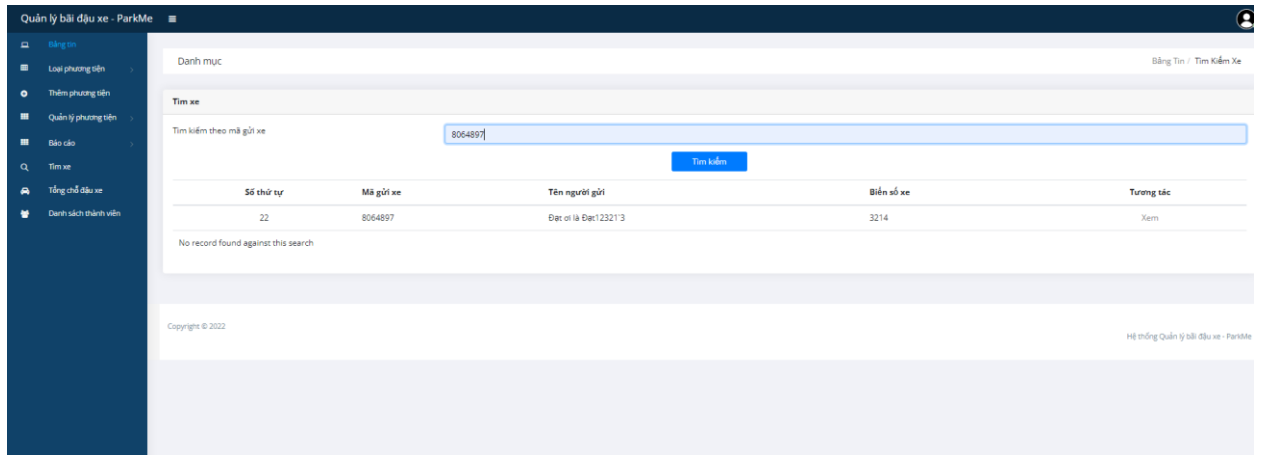 Quản lý bãi đậu xe - ParkMe
Bảng tin
Loại phương tiện
Thêm phương tiện
Quản lý phương tiện
Báo cáo
Tìm xe
Tổng chỗ đậu xe
Danh sách thành viên
Danh mục
Bảng Tin / Tìm Kiếm Xe
Tìm xe
Tìm kiếm theo mã gửi xe
8064897
Tìm kiếm
Số thứ tự Mã gửi xe Tên người gửi Biển số xe Tương tác
22 8064897 Đạt ơi là Đạt12321'3 3214 Xem
No record found against this search
Copyright © 2022
Hệ thống Quản lý bãi đậu xe - ParkMe